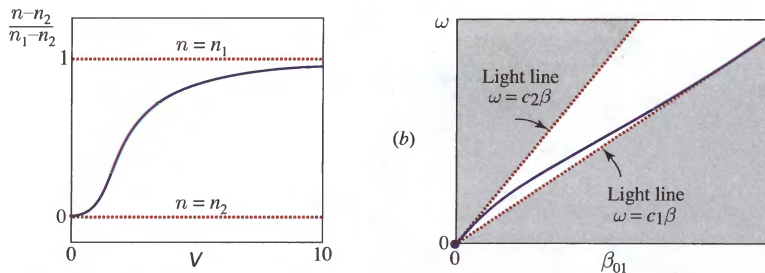 n–n₂
n₁–n₂
1
n = n₁
n = n₂
0
0
V
10
(b)
ω
Light line
ω = c₂β
Light line
ω = c₁β
0
0
β₀₁